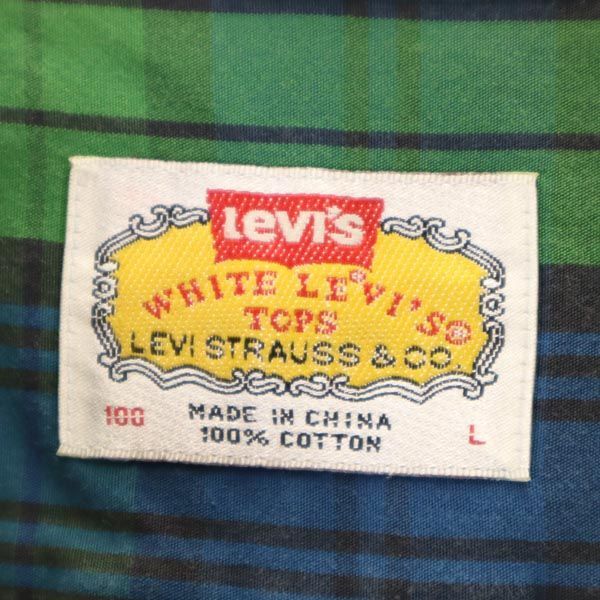 Levi's
WHITE LEVI'S®
TOPS
LEVI STRAUSS & CO.
100 MADE IN CHINA
100% COTTON L